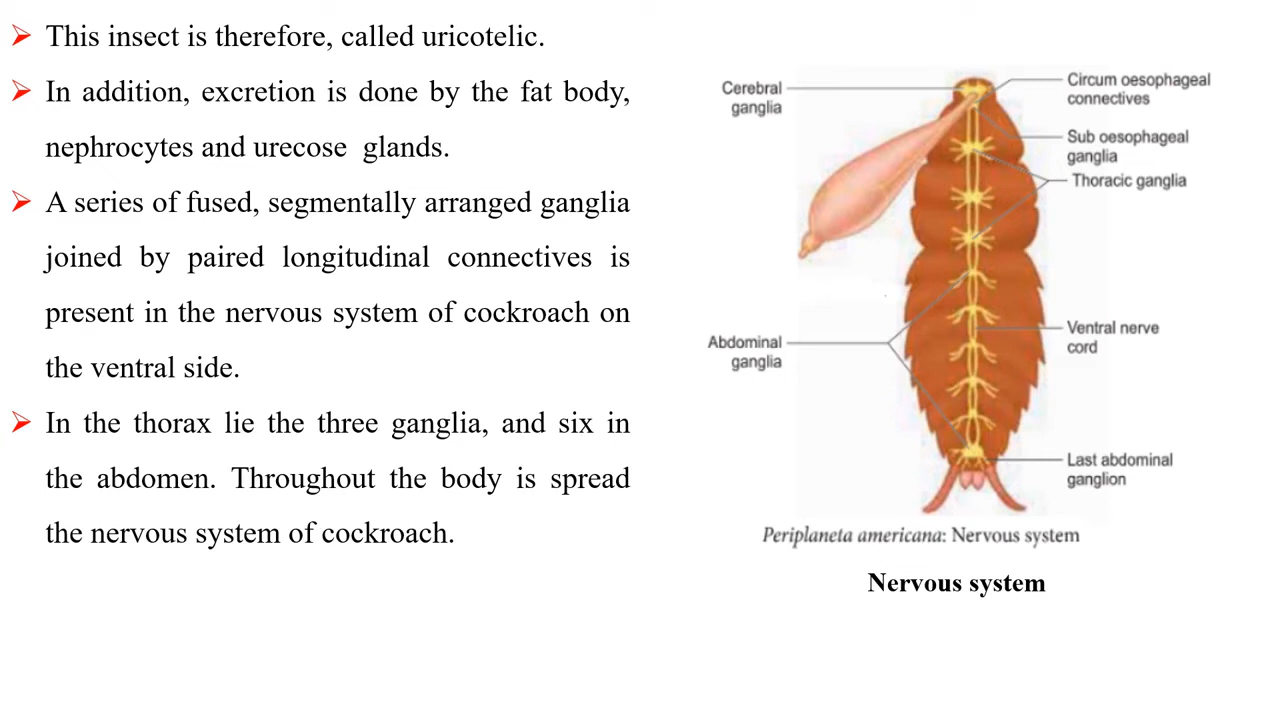 This insect is therefore, called uricotelic.
In addition, excretion is done by the fat body,
nephrocytes and urecose glands.
A series of fused, segmentally arranged ganglia
joined by paired longitudinal connectives is
present in the nervous system of cockroach on
the ventral side.
In the thorax lie the three ganglia, and six in
the abdomen. Throughout the body is spread
the nervous system of cockroach.
Cerebral
ganglia
Circum oesophageal
connectives
Sub oesophageal
ganglia
Thoracic ganglia
Abdominal
ganglia
Ventral nerve
cord
Last abdominal
ganglion
Periplaneta americana: Nervous system
Nervous system